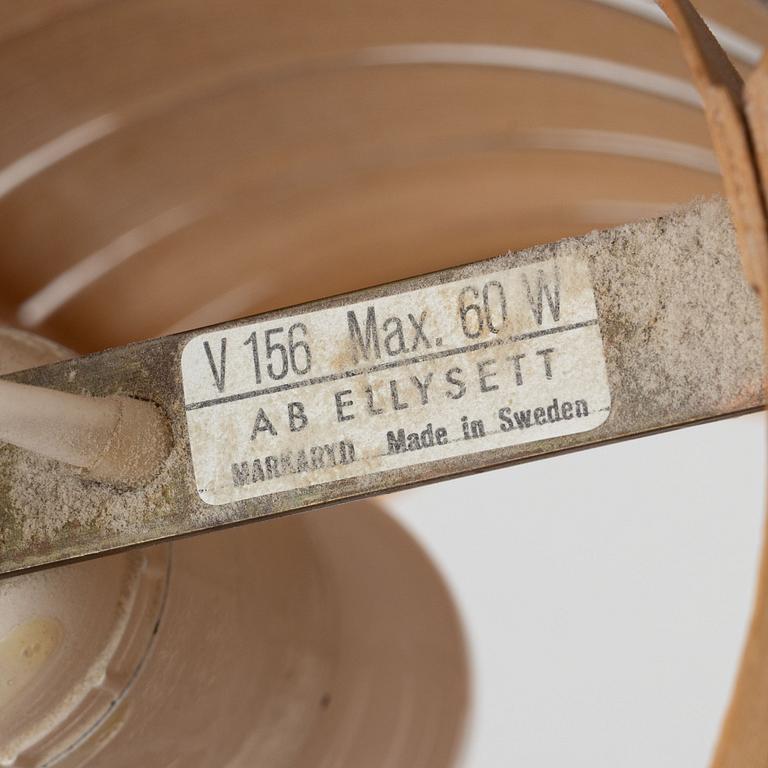 V 156 Max. 60 W
AB ELLYSETT
MARKARYD Made in Sweden